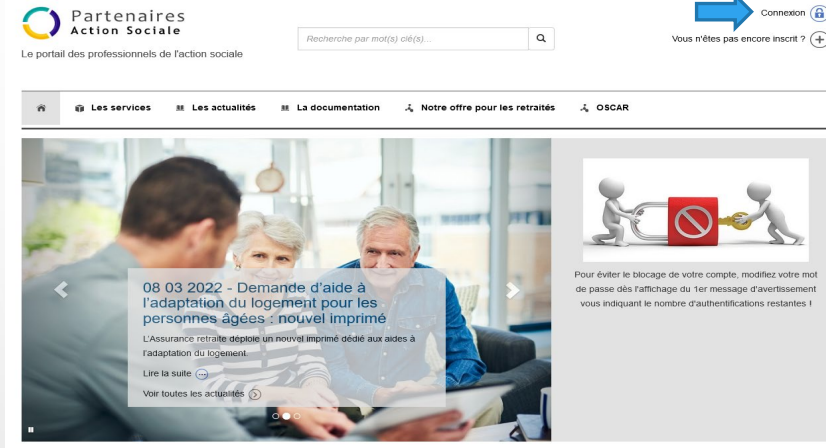 Partenaires
Action Sociale
Le portail des professionnels de l'action sociale
Recherche par mot(s) clé(s)...
Connexion
Vous n'êtes pas encore inscrit ?
Les services
Les actualités
La documentation
Notre offre pour les retraités
OSCAR
08 03 2022 - Demande d'aide à
l'adaptation du logement pour les
personnes âgées : nouvel imprimé
L'Assurance retraite déploie un nouvel imprimé dédié aux aides à
l'adaptation du logement.
Lire la suite
Voir toutes les actualités
Pour éviter le blocage de votre compte, modifiez votre mot
de passe dès l'affichage du 1er message d'avertissement
vous indiquant le nombre d'authentifications restantes !